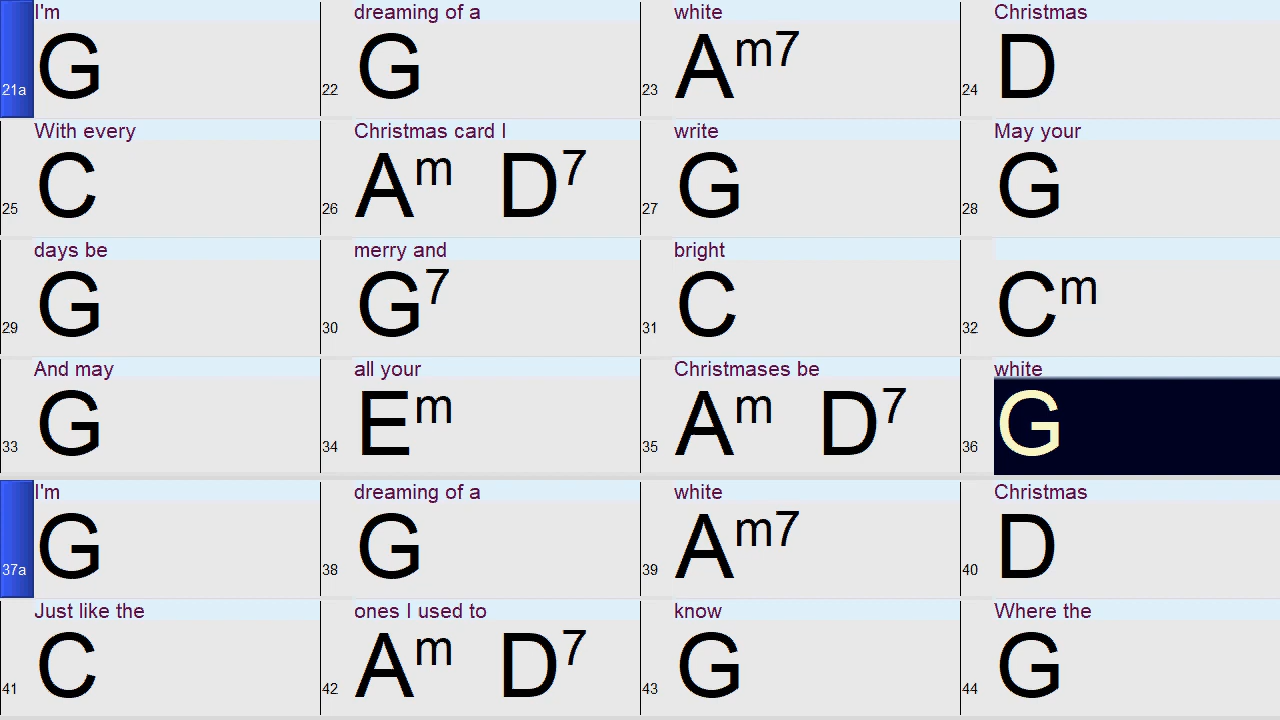 I'm dreaming of a white Christmas
21a G 22 G 23 Am7 24 D
With every Christmas card I write May your
25 C 26 Am D7 27 G 28 G
days be merry and bright
29 G 30 G7 31 C 32 Cm
And may all your Christmases be white
33 G 34 Em 35 Am D7 36 G
I'm dreaming of a white Christmas
37a G 38 G 39 Am7 40 D
Just like the ones I used to know Where the
41 C 42 Am D7 43 G 44 G